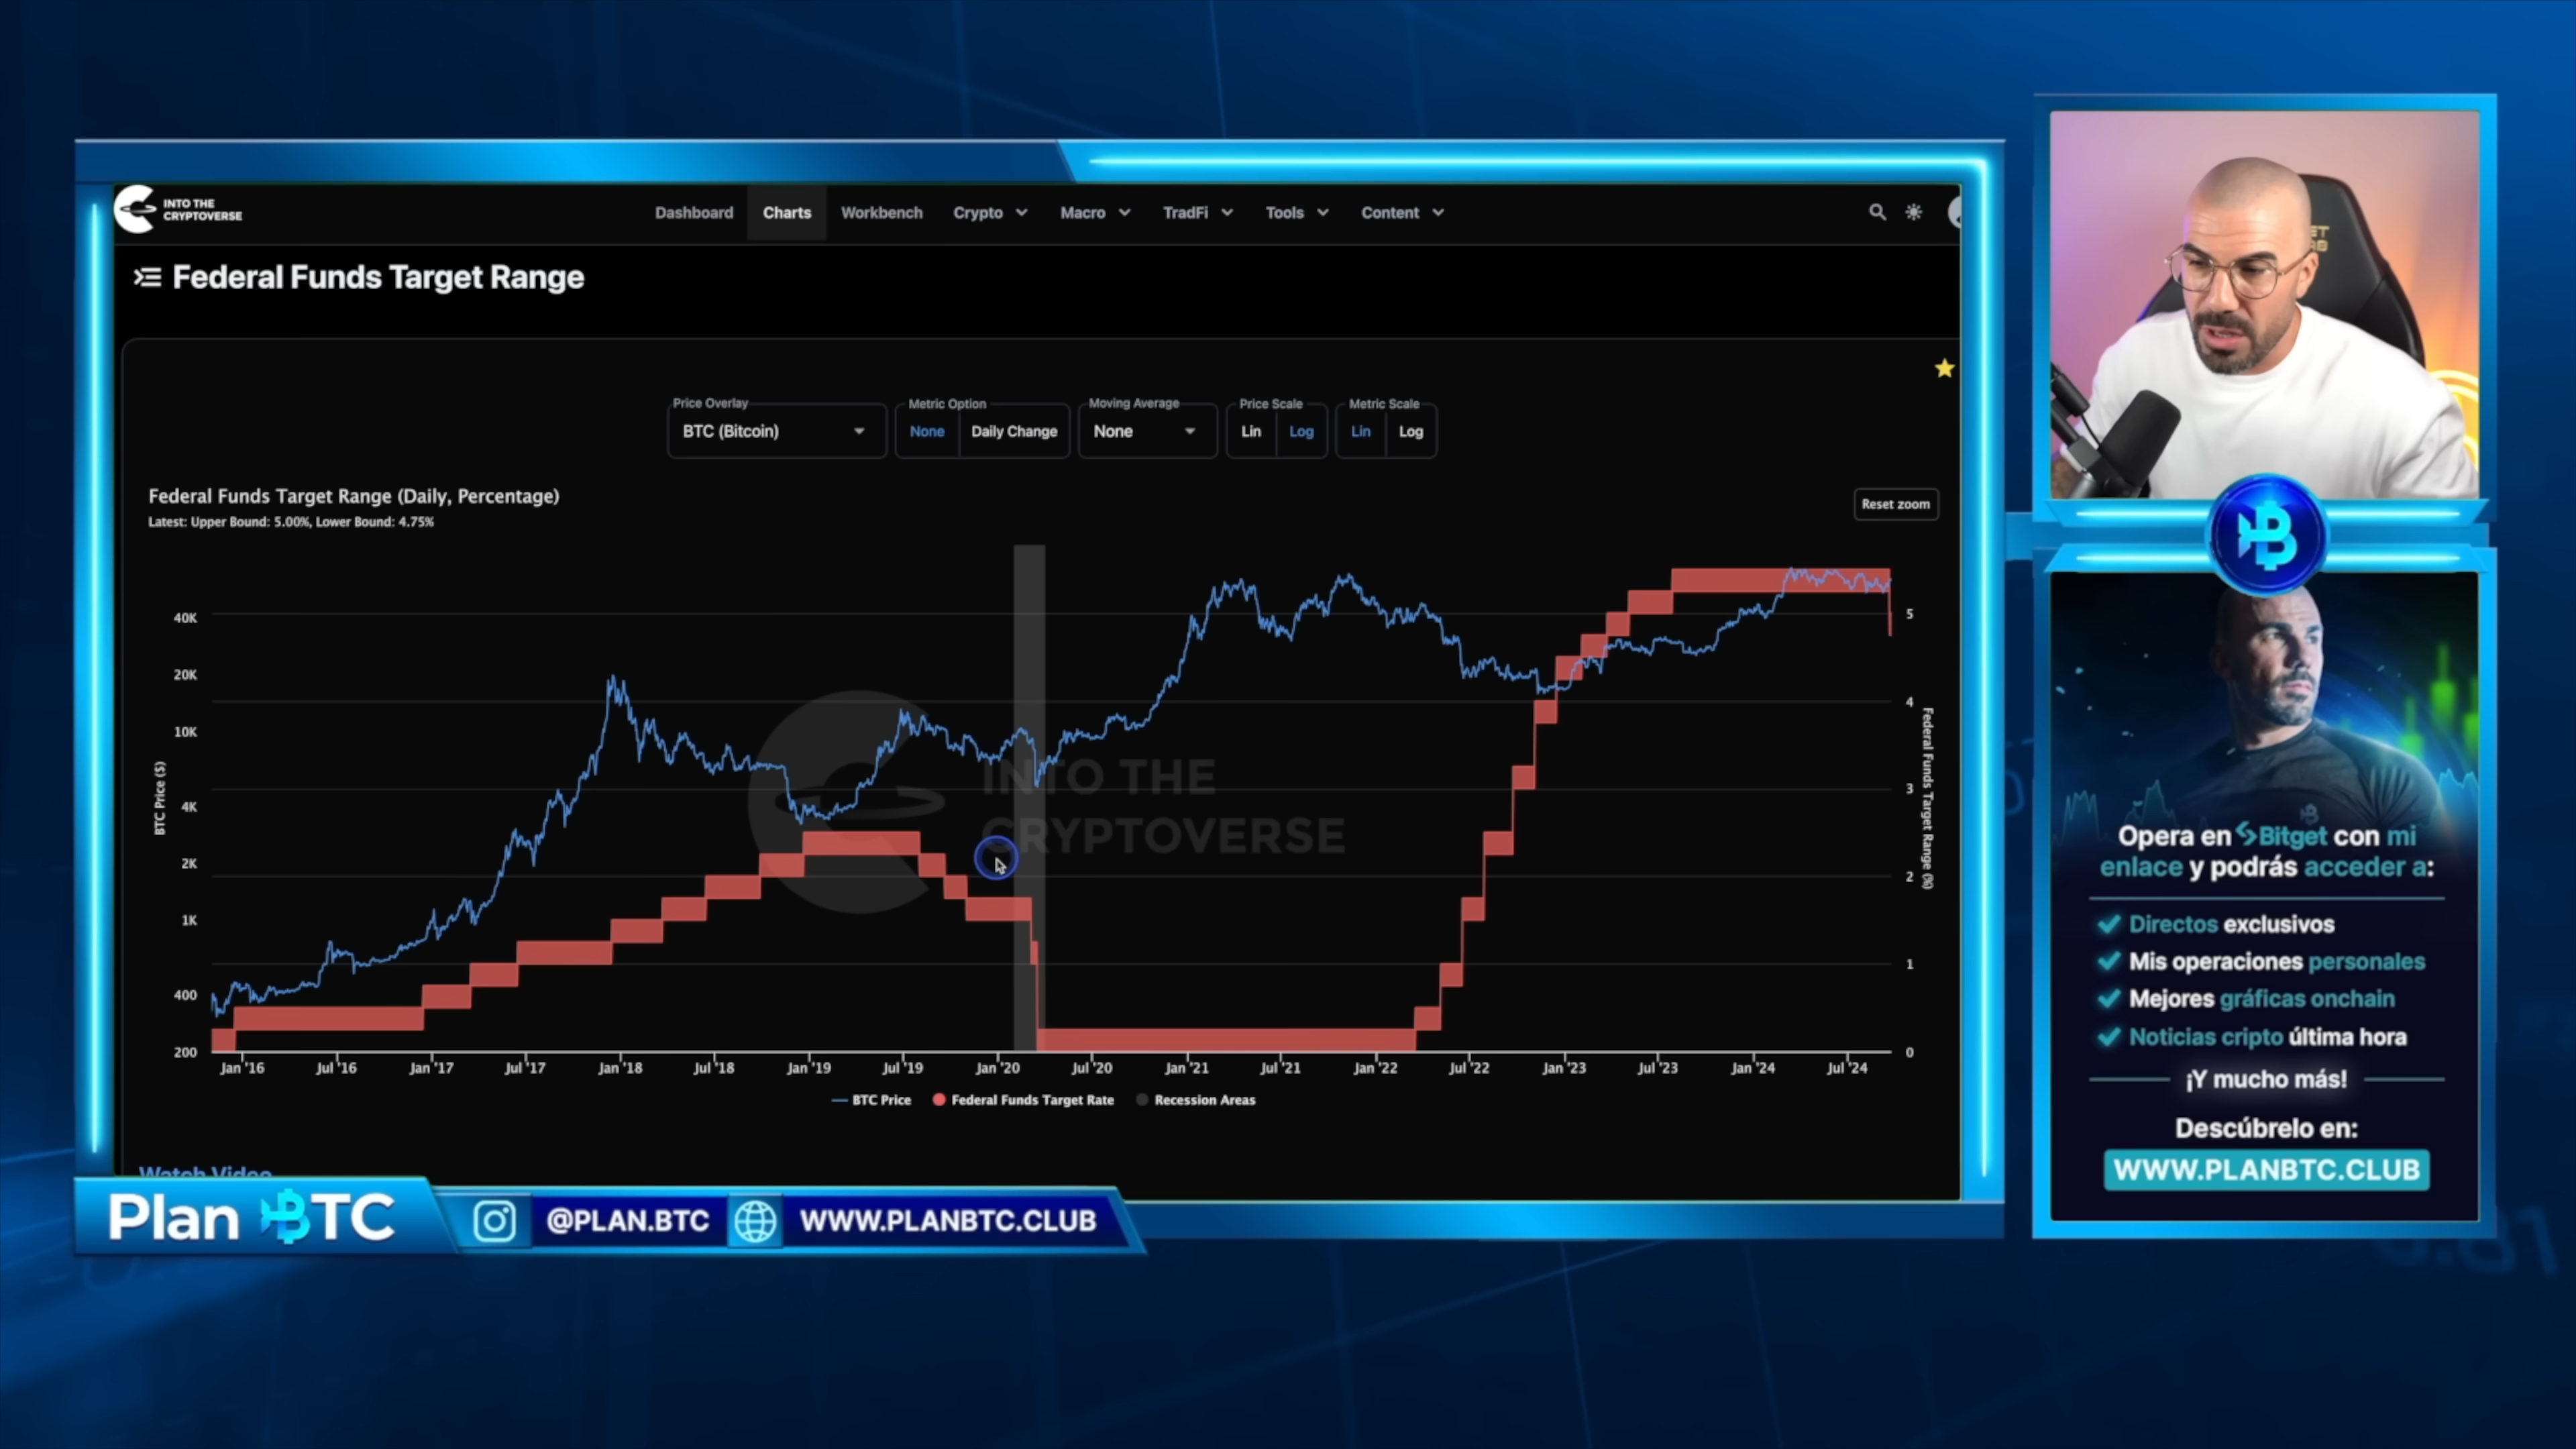 INTO THE
CRYPTOVERSE
Dashboard Charts Workbench Crypto Macro TradFi Tools Content
Federal Funds Target Range
Price Overlay
BTC (Bitcoin)
Metric Option
None Daily Change
Moving Average
None
Price Scale
Lin Log
Metric Scale
Lin Log
Federal Funds Target Range (Daily, Percentage)
Latest: Upper Bound: 5.00%, Lower Bound: 4.75%
Reset zoom
40K
20K
10K
4K
2K
1K
400
200
BTC Price ($)
INTO THE
CRYPTOVERSE
5
4
3
2
1
0
Federal Funds Target Range (%)
Jan '16 Jul '16 Jan '17 Jul '17 Jan '18 Jul '18 Jan '19 Jul '19 Jan '20 Jul '20 Jan '21 Jul '21 Jan '22 Jul '22 Jan '23 Jul '23 Jan '24 Jul '24
BTC Price Federal Funds Target Rate Recession Areas
Watch Video
Plan BTC
@PLAN.BTC
WWW.PLANBTC.CLUB
Opera en Bitget con mi
enlace y podrás acceder a:
Directos exclusivos
Mis operaciones personales
Mejores gráficas onchain
Noticias cripto última hora
¡Y mucho más!
Descúbrelo en:
WWW.PLANBTC.CLUB